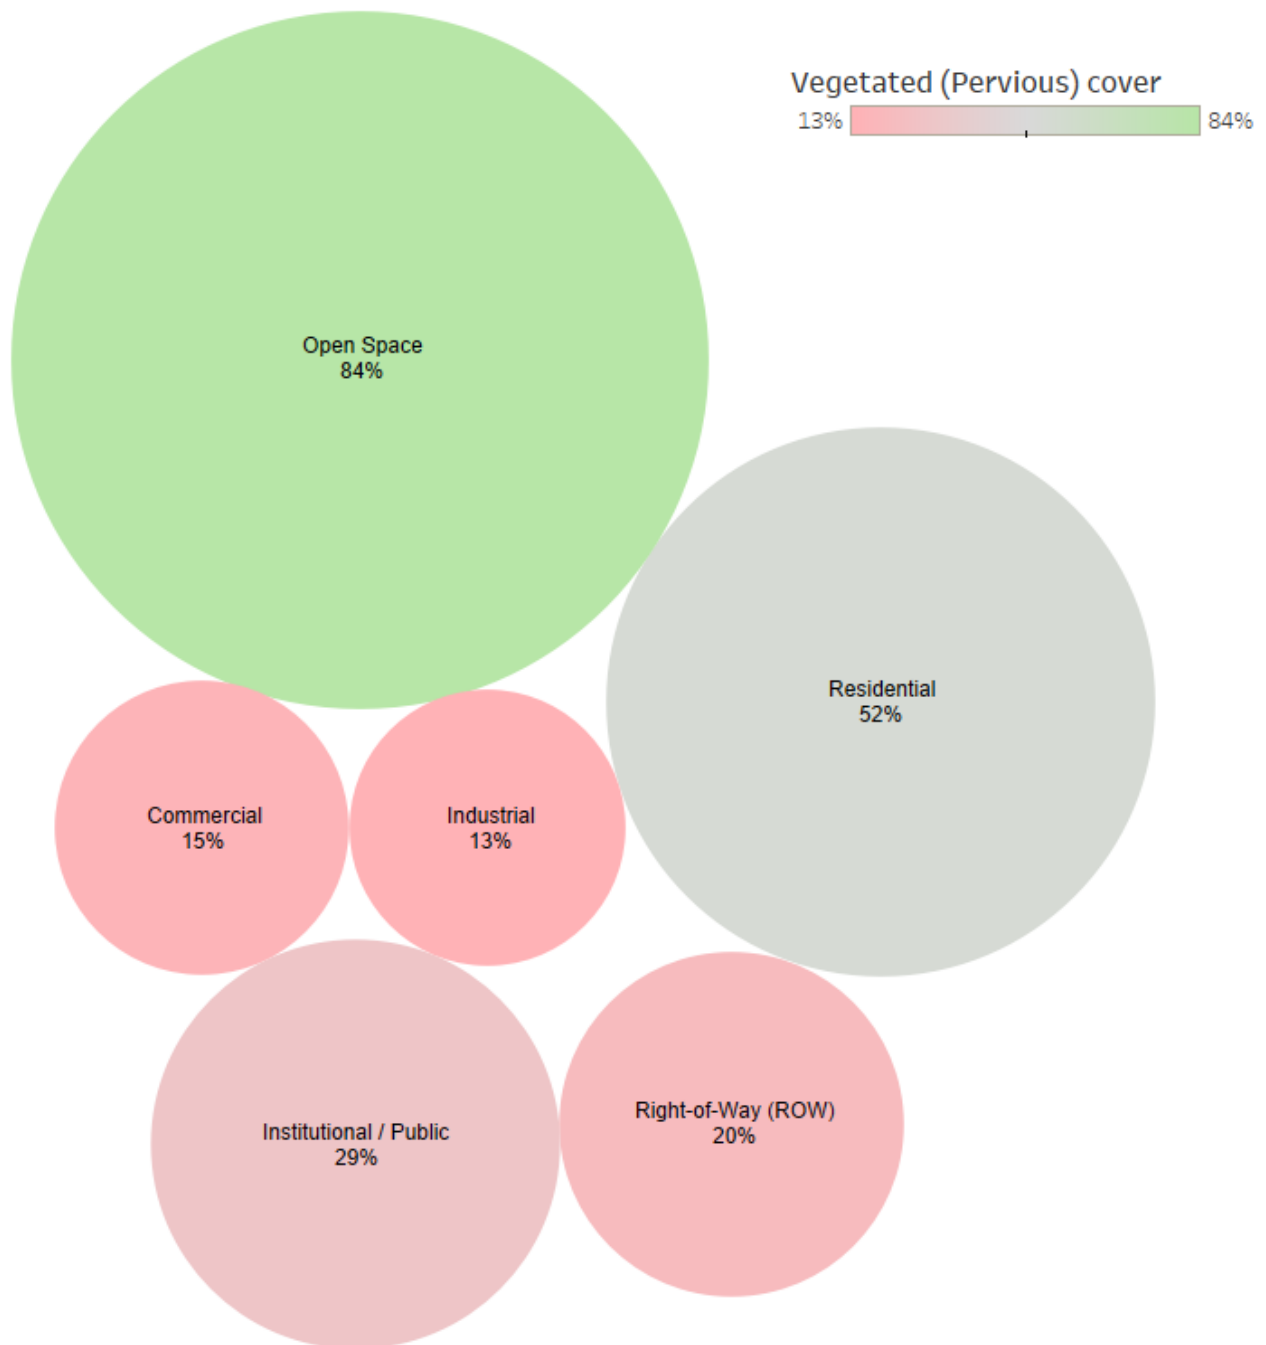 Vegetated (Pervious) cover
13% 84%
Open Space
84%
Residential
52%
Commercial
15%
Industrial
13%
Institutional / Public
29%
Right-of-Way (ROW)
20%